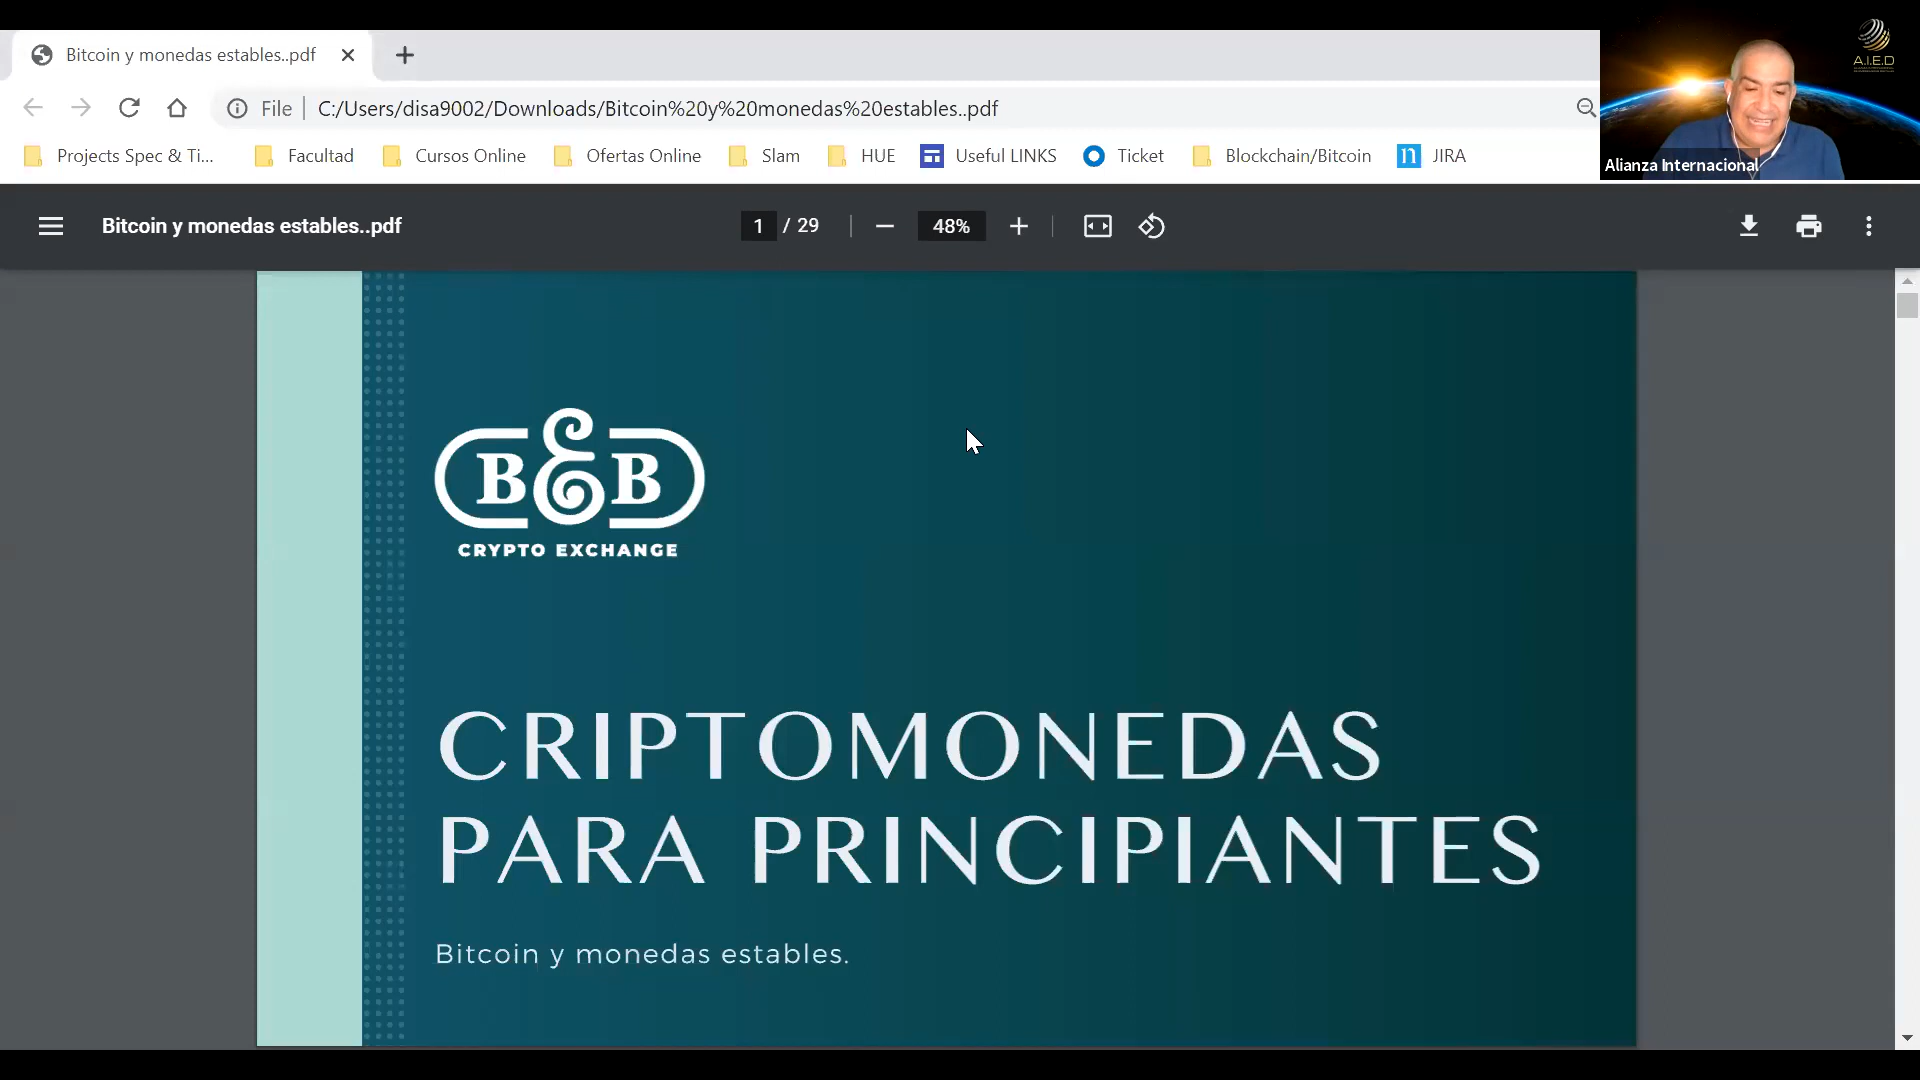 Bitcoin y monedas estables..pdf
File
C:/Users/disa9002/Downloads/Bitcoin%20y%20monedas%20estables..pdf
Projects Spec & Ti...
Facultad
Cursos Online
Ofertas Online
Slam
HUE
Useful LINKS
Ticket
Blockchain/Bitcoin
JIRA
A.I.E.D
Alianza Internacional
Bitcoin y monedas estables..pdf
1 / 29
48%
B&B
CRYPTO EXCHANGE
CRIPTOMONEDAS
PARA PRINCIPIANTES
Bitcoin y monedas estables.